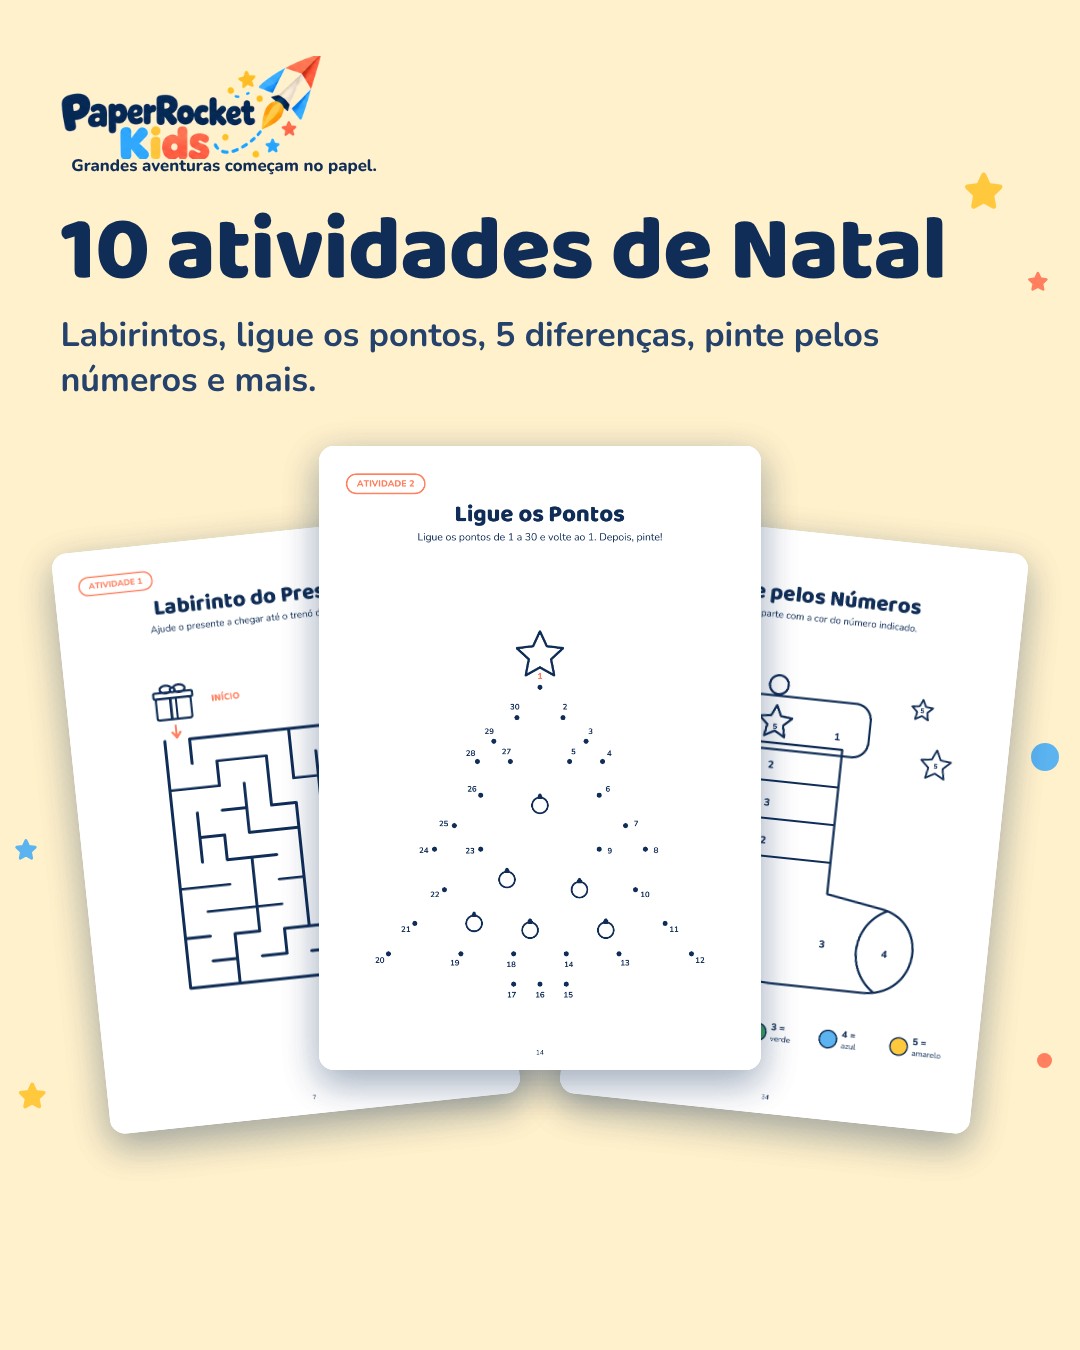 PaperRocket
Kids
Grandes aventuras começam no papel.
10 atividades de Natal
Labirintos, ligue os pontos, 5 diferenças, pinte pelos
números e mais.
ATIVIDADE 1
Labirinto do
Ajude o presente a chegar até o trenó
INÍCIO
7
ATIVIDADE 2
Ligue os Pontos
Ligue os pontos de 1 a 30 e volte ao 1. Depois, pinte!
1
30 2
29 3
28 27 5 4
26 6
25 7
24 23 9 8
22 10
21 11
20 19 18 14 13 12
17 16 15
14
pelos Números
parte com a cor do número indicado.
5
5 1
5
2
3
2
3 4
3 = 4 = 5 =
verde azul amarelo
34